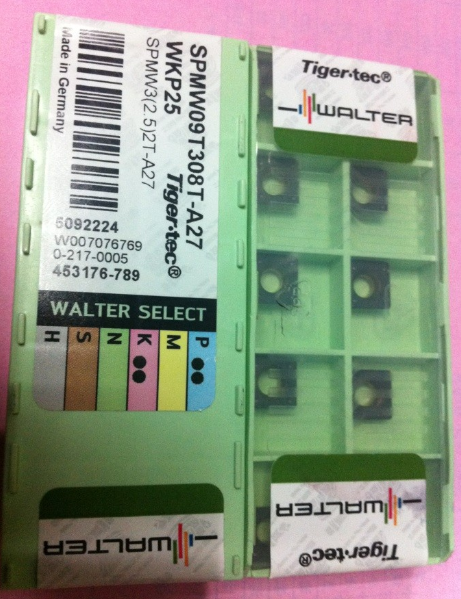 SPMW09T308T-A27
WKP25 Tiger·tec®
SPMW3(2.5)2T-A27
Made in Germany
5092224
W007076769
0-217-0005
453176-789
WALTER SELECT
P
M
K
N
S
H
WALTER
Tiger·tec®
WALTER
WALTER
Tiger·tec®